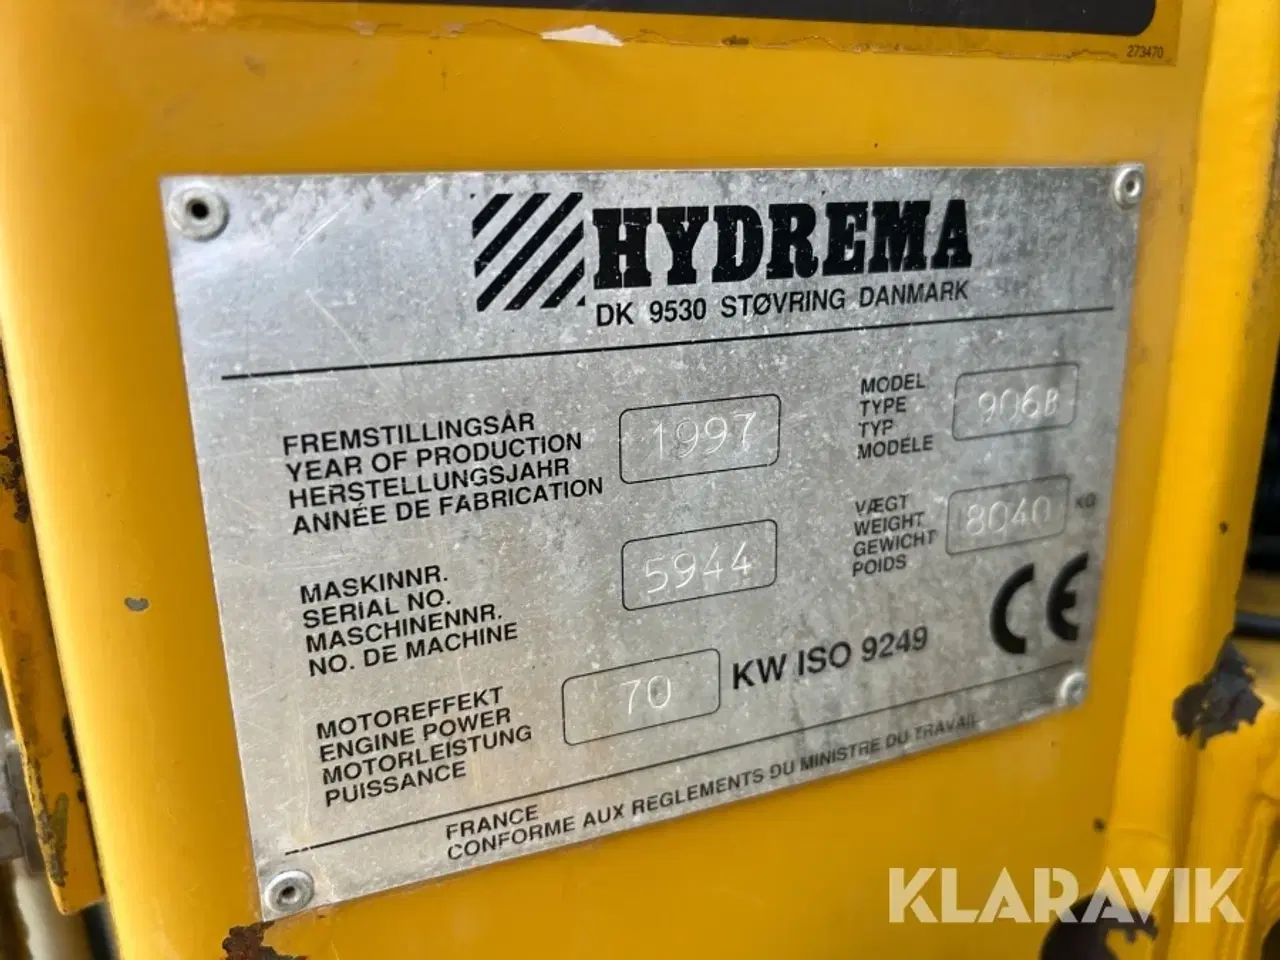 273470
HYDREMA
DK 9530 STØVRING DANMARK
FREMSTILLINGSÅR
YEAR OF PRODUCTION
HERSTELLUNGSJAHR
ANNÉE DE FABRICATION
1997
MODEL
TYPE
TYP
MODÉLE
906B
VÆGT
WEIGHT
GEWICHT
POIDS
8040 KG
MASKINNR.
SERIAL NO.
MASCHINENNR.
NO. DE MACHINE
5944
CE
MOTOREFFEKT
ENGINE POWER
MOTORLEISTUNG
PUISSANCE
70 KW ISO 9249
FRANCE
CONFORME AUX REGLEMENTS DU MINISTRE DU TRAVAIL
KLARAVIK